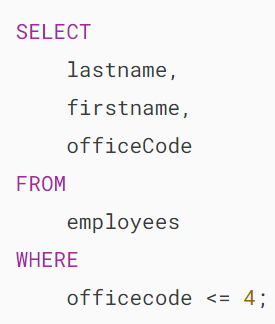 SELECT
    lastname,
    firstname,
    officeCode
FROM
    employees
WHERE
    officecode <= 4;